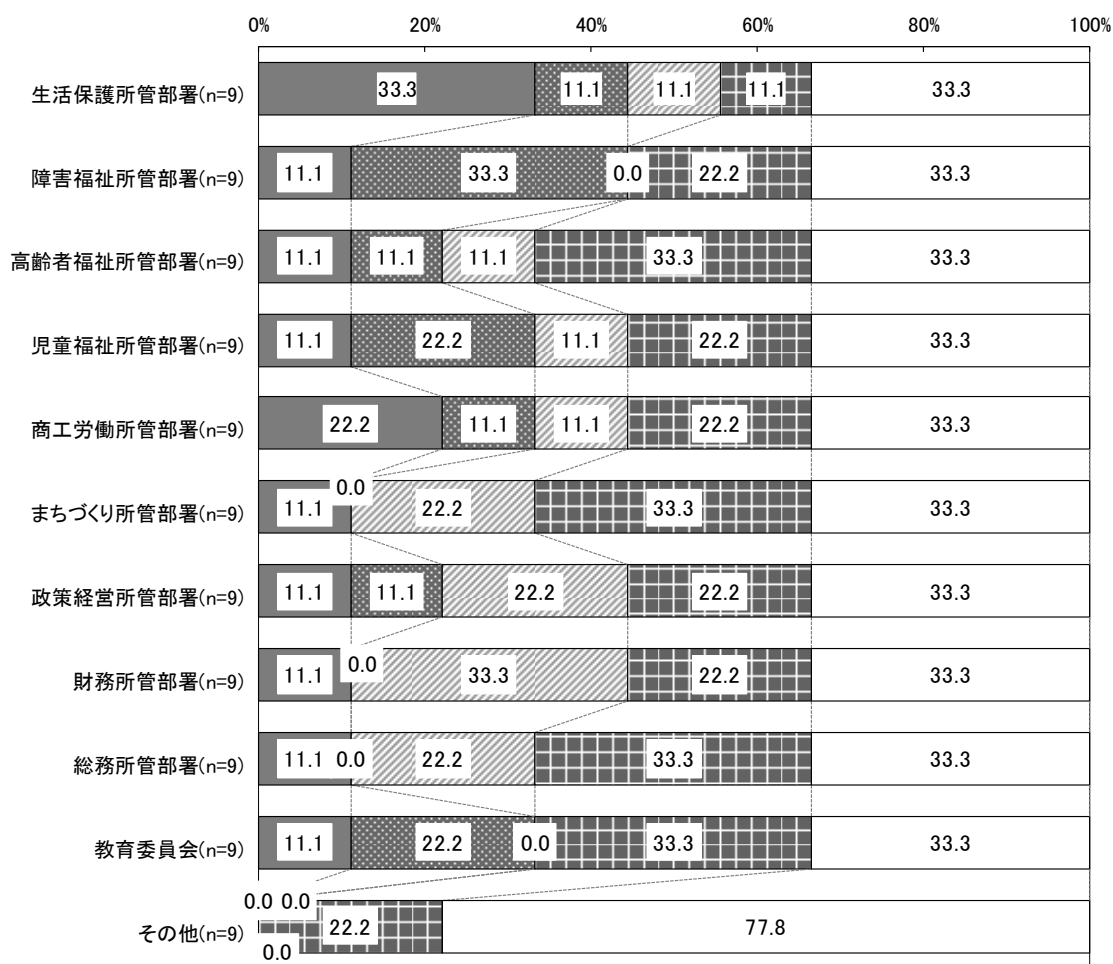 0% 20% 40% 60% 80% 100%
生活保護所管部署(n=9) 33.3 11.1 11.1 11.1 33.3
障害福祉所管部署(n=9) 11.1 33.3 0.0 22.2 33.3
高齢者福祉所管部署(n=9) 11.1 11.1 11.1 33.3 33.3
児童福祉所管部署(n=9) 11.1 22.2 11.1 22.2 33.3
商工労働所管部署(n=9) 22.2 11.1 11.1 22.2 33.3
まちづくり所管部署(n=9) 11.1 0.0 22.2 33.3 33.3
政策経営所管部署(n=9) 11.1 11.1 22.2 22.2 33.3
財務所管部署(n=9) 11.1 0.0 33.3 22.2 33.3
総務所管部署(n=9) 11.1 0.0 22.2 33.3 33.3
教育委員会(n=9) 11.1 22.2 0.0 33.3 33.3
その他(n=9) 0.0 0.0 0.0 22.2 77.8